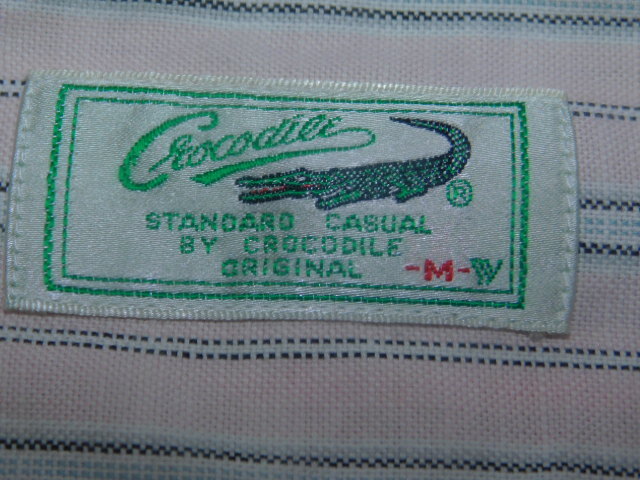 Crocodile ®
STANDARD CASUAL
BY CROCODILE
ORIGINAL -M-W